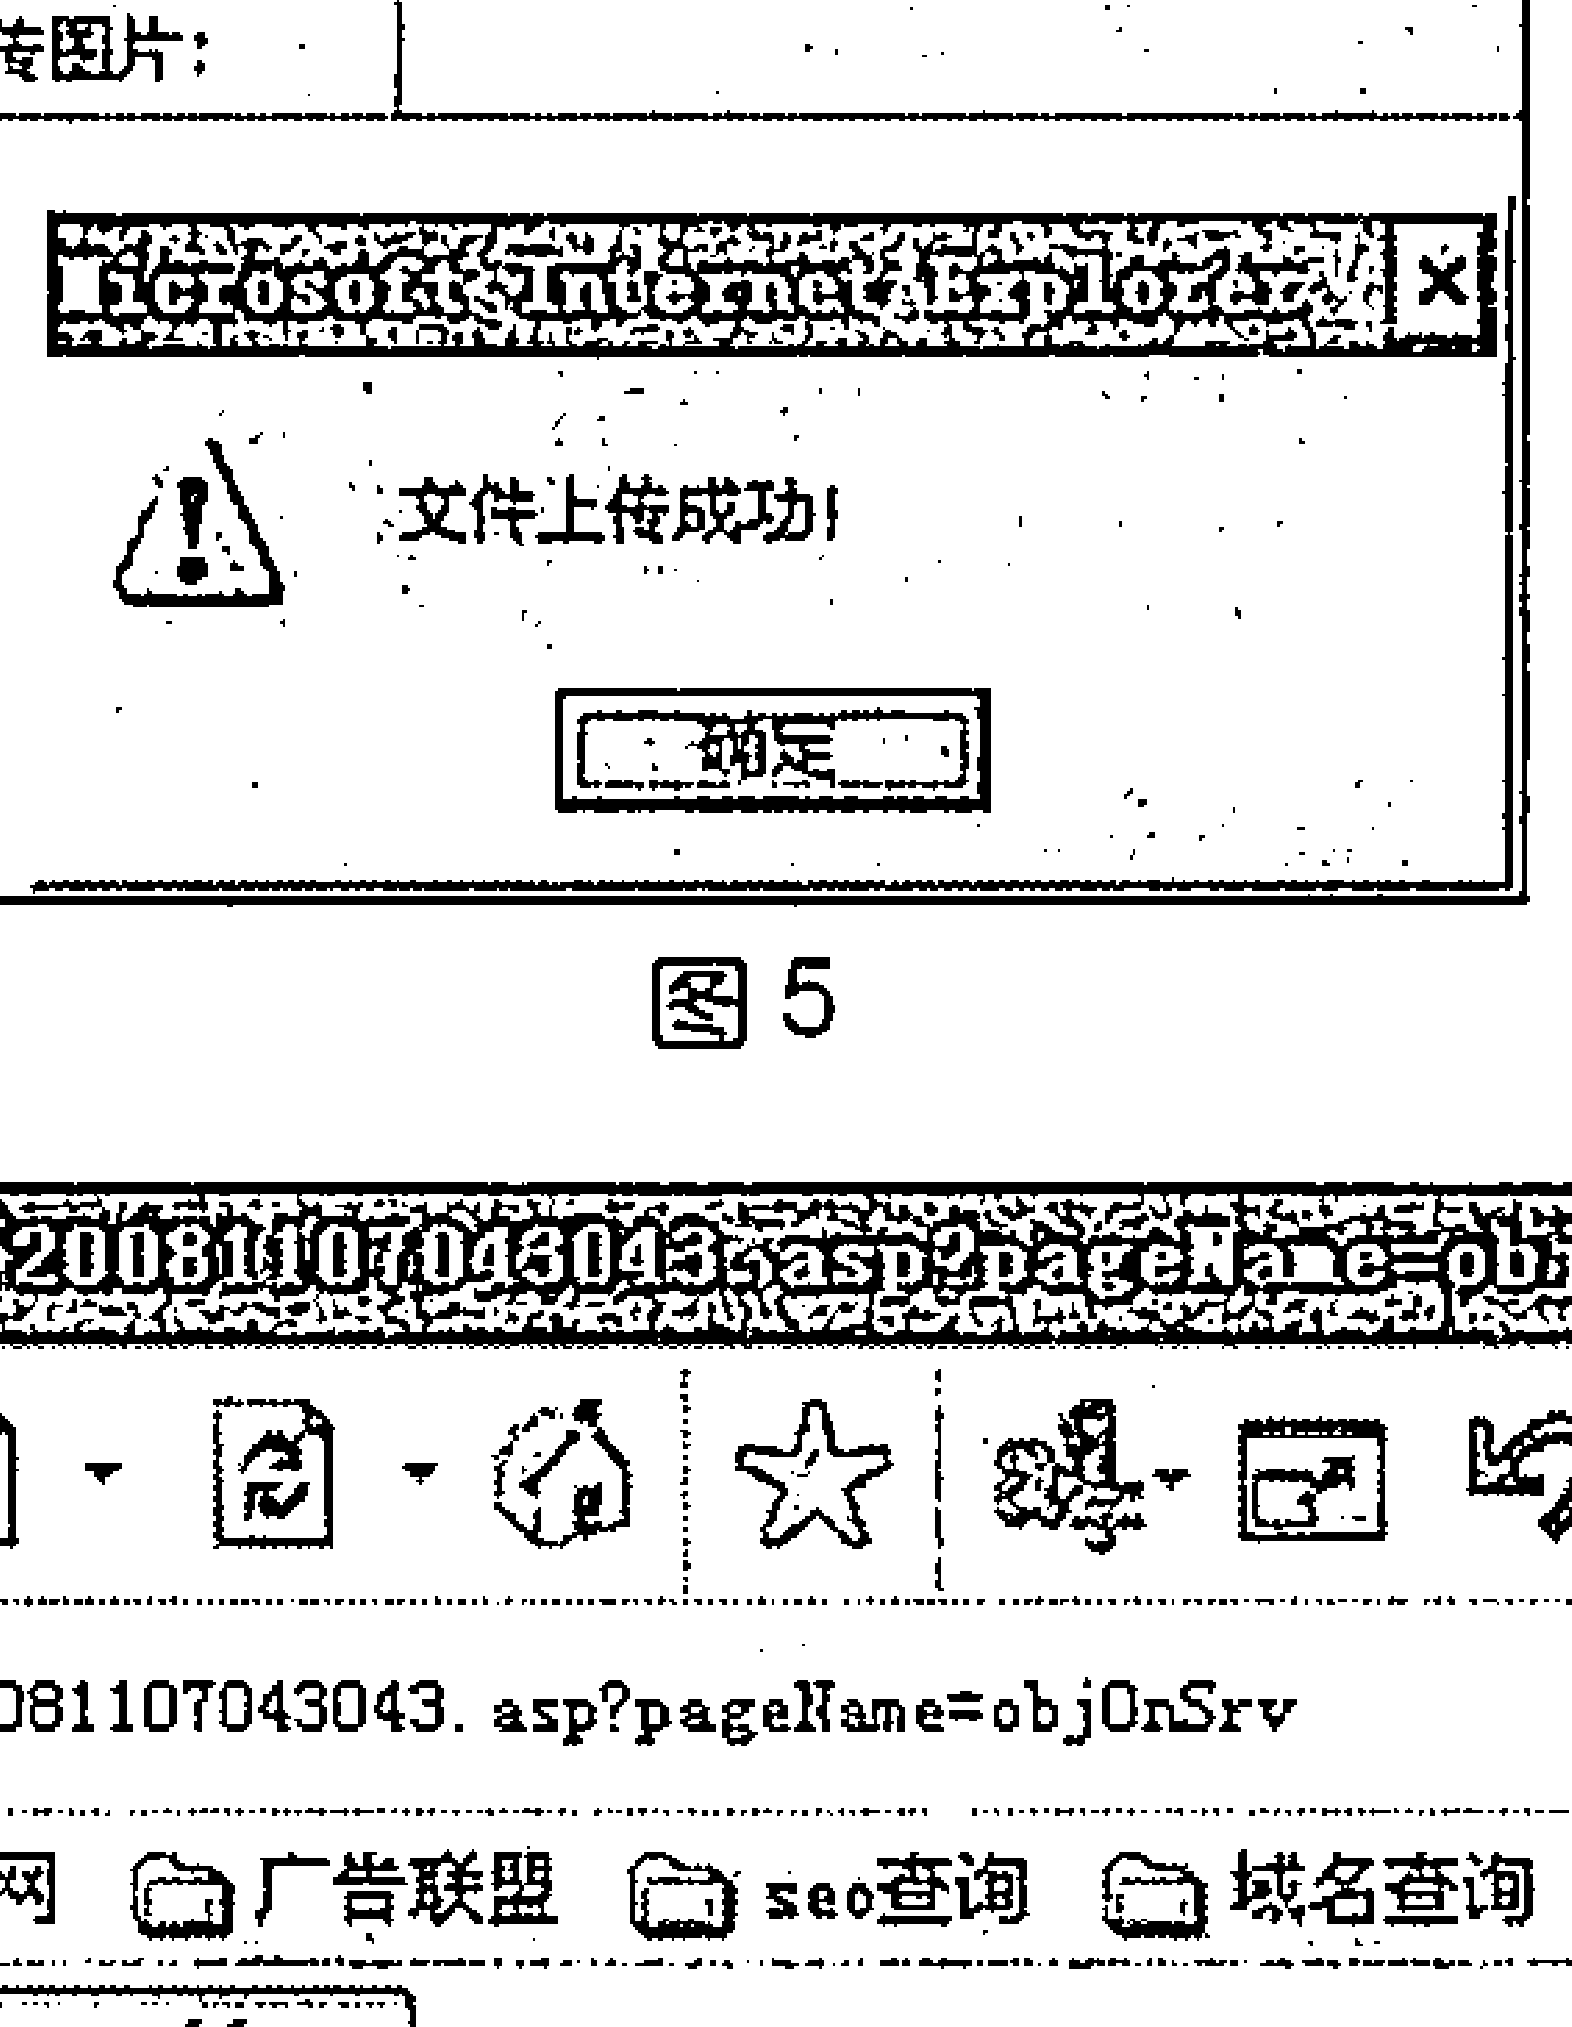 传图片:
Microsoft Internet Explorer
文件上传成功!
确定
图 5
20081107043043.asp?pageName=obj
081107043043.asp?pageName=objOnSrv
网 广告联盟 seo查询 域名查询